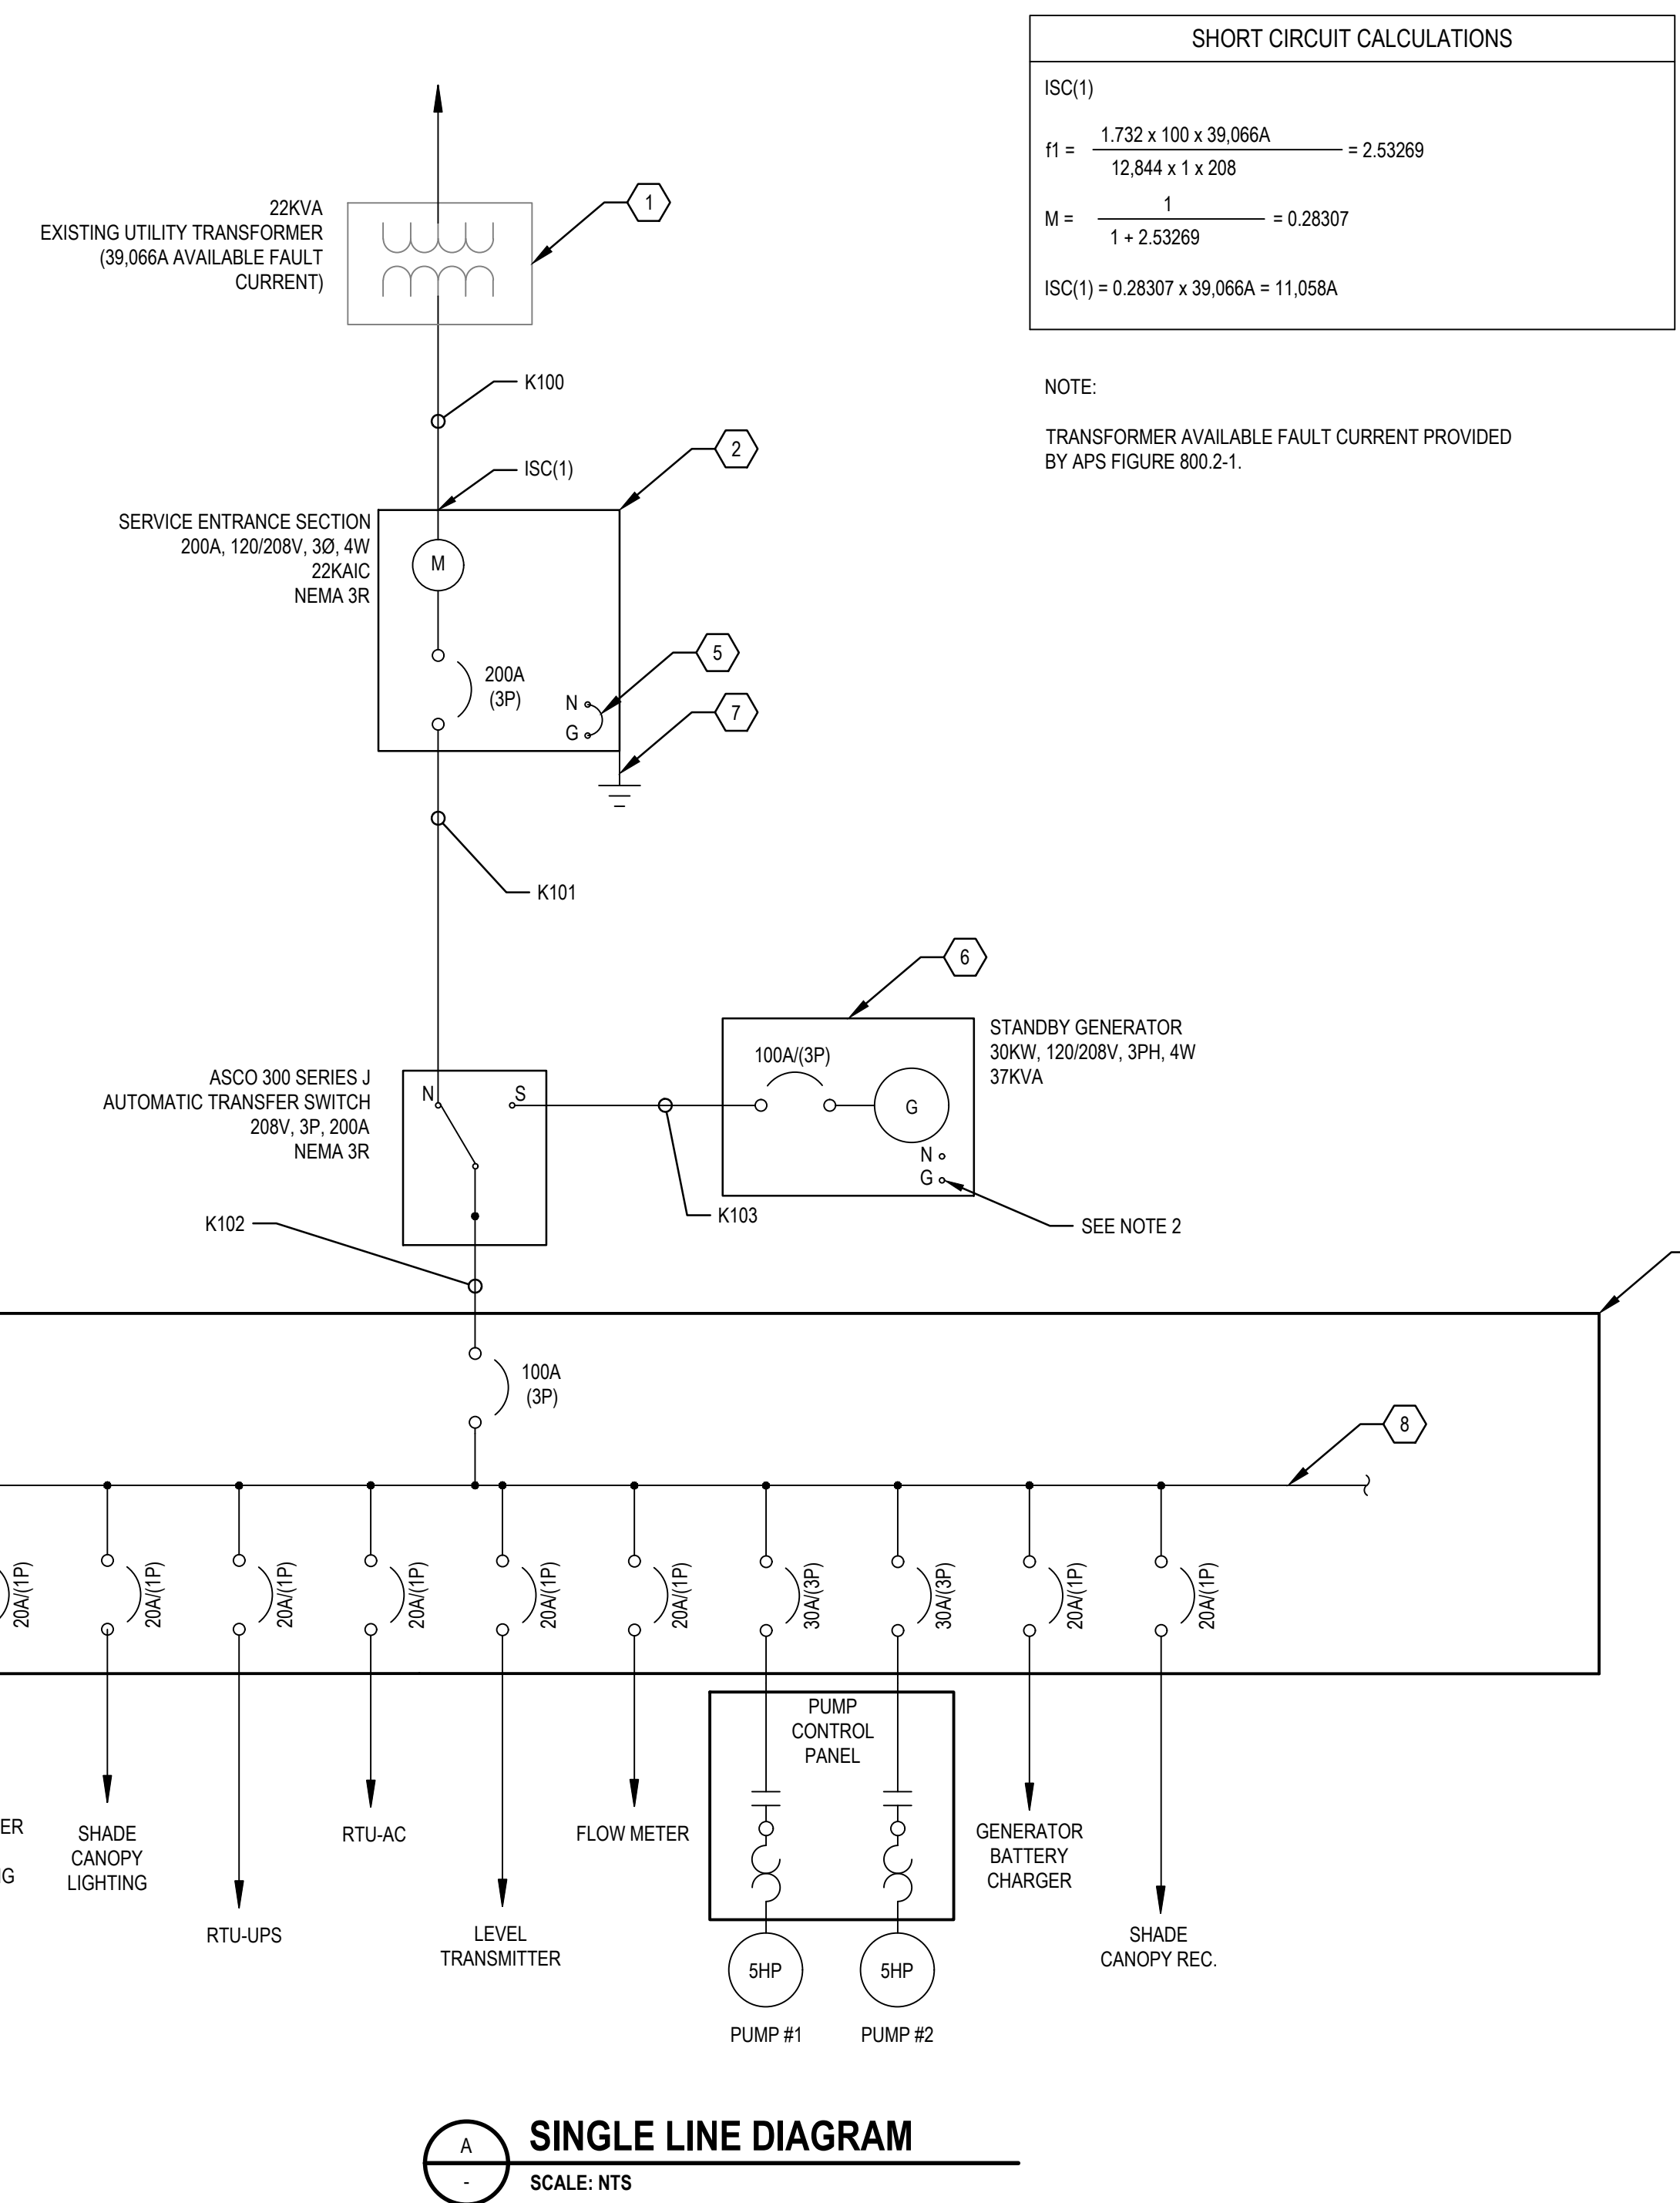 SHORT CIRCUIT CALCULATIONS
ISC(1)
f1 =
1.732 x 100 x 39,066A
12,844 x 1 x 208
= 2.53269
M =
1
1 + 2.53269
= 0.28307
ISC(1) = 0.28307 x 39,066A = 11,058A
NOTE:
TRANSFORMER AVAILABLE FAULT CURRENT PROVIDED
BY APS FIGURE 800.2-1.
22KVA
EXISTING UTILITY TRANSFORMER
(39,066A AVAILABLE FAULT
CURRENT)
1
K100
2
ISC(1)
SERVICE ENTRANCE SECTION
200A, 120/208V, 3Ø, 4W
22KAIC
NEMA 3R
M
200A
(3P)
N
G
5
7
K101
6
STANDBY GENERATOR
30KW, 120/208V, 3PH, 4W
37KVA
100A/(3P)
G
N
G
SEE NOTE 2
ASCO 300 SERIES J
AUTOMATIC TRANSFER SWITCH
208V, 3P, 200A
NEMA 3R
N
S
K103
K102
100A
(3P)
8
20A/(1P)
20A/(1P)
20A/(1P)
20A/(1P)
20A/(1P)
20A/(1P)
30A/(3P)
30A/(3P)
20A/(1P)
20A/(1P)
PUMP
CONTROL
PANEL
ER
G
SHADE
CANOPY
LIGHTING
RTU-UPS
RTU-AC
LEVEL
TRANSMITTER
FLOW METER
5HP
PUMP #1
5HP
PUMP #2
GENERATOR
BATTERY
CHARGER
SHADE
CANOPY REC.
A
-
SINGLE LINE DIAGRAM
SCALE: NTS